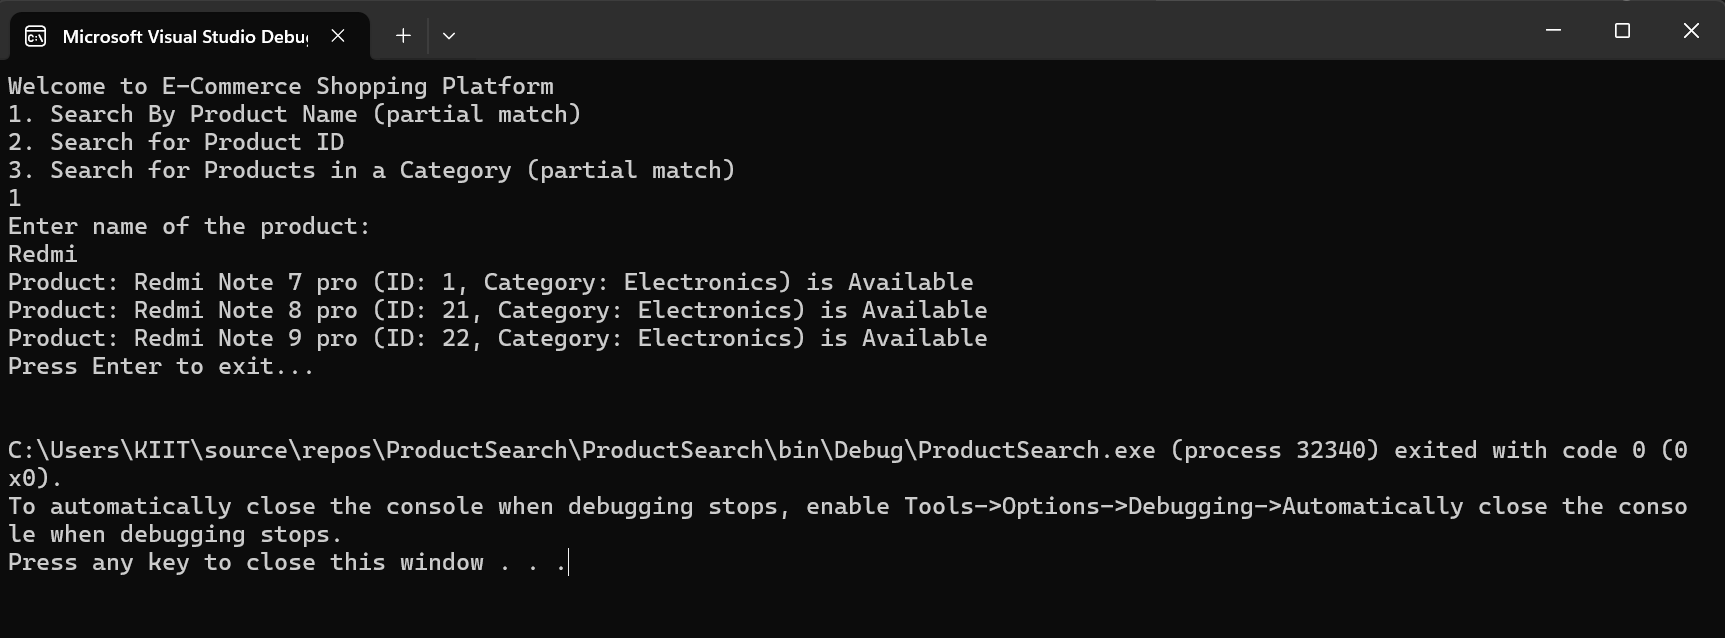 Microsoft Visual Studio Debu
Welcome to E-Commerce Shopping Platform
1. Search By Product Name (partial match)
2. Search for Product ID
3. Search for Products in a Category (partial match)
1
Enter name of the product:
Redmi
Product: Redmi Note 7 pro (ID: 1, Category: Electronics) is Available
Product: Redmi Note 8 pro (ID: 21, Category: Electronics) is Available
Product: Redmi Note 9 pro (ID: 22, Category: Electronics) is Available
Press Enter to exit...
C:\Users\KIIT\source\repos\ProductSearch\ProductSearch\bin\Debug\ProductSearch.exe (process 32340) exited with code 0 (0
x0).
To automatically close the console when debugging stops, enable Tools->Options->Debugging->Automatically close the conso
le when debugging stops.
Press any key to close this window . . .